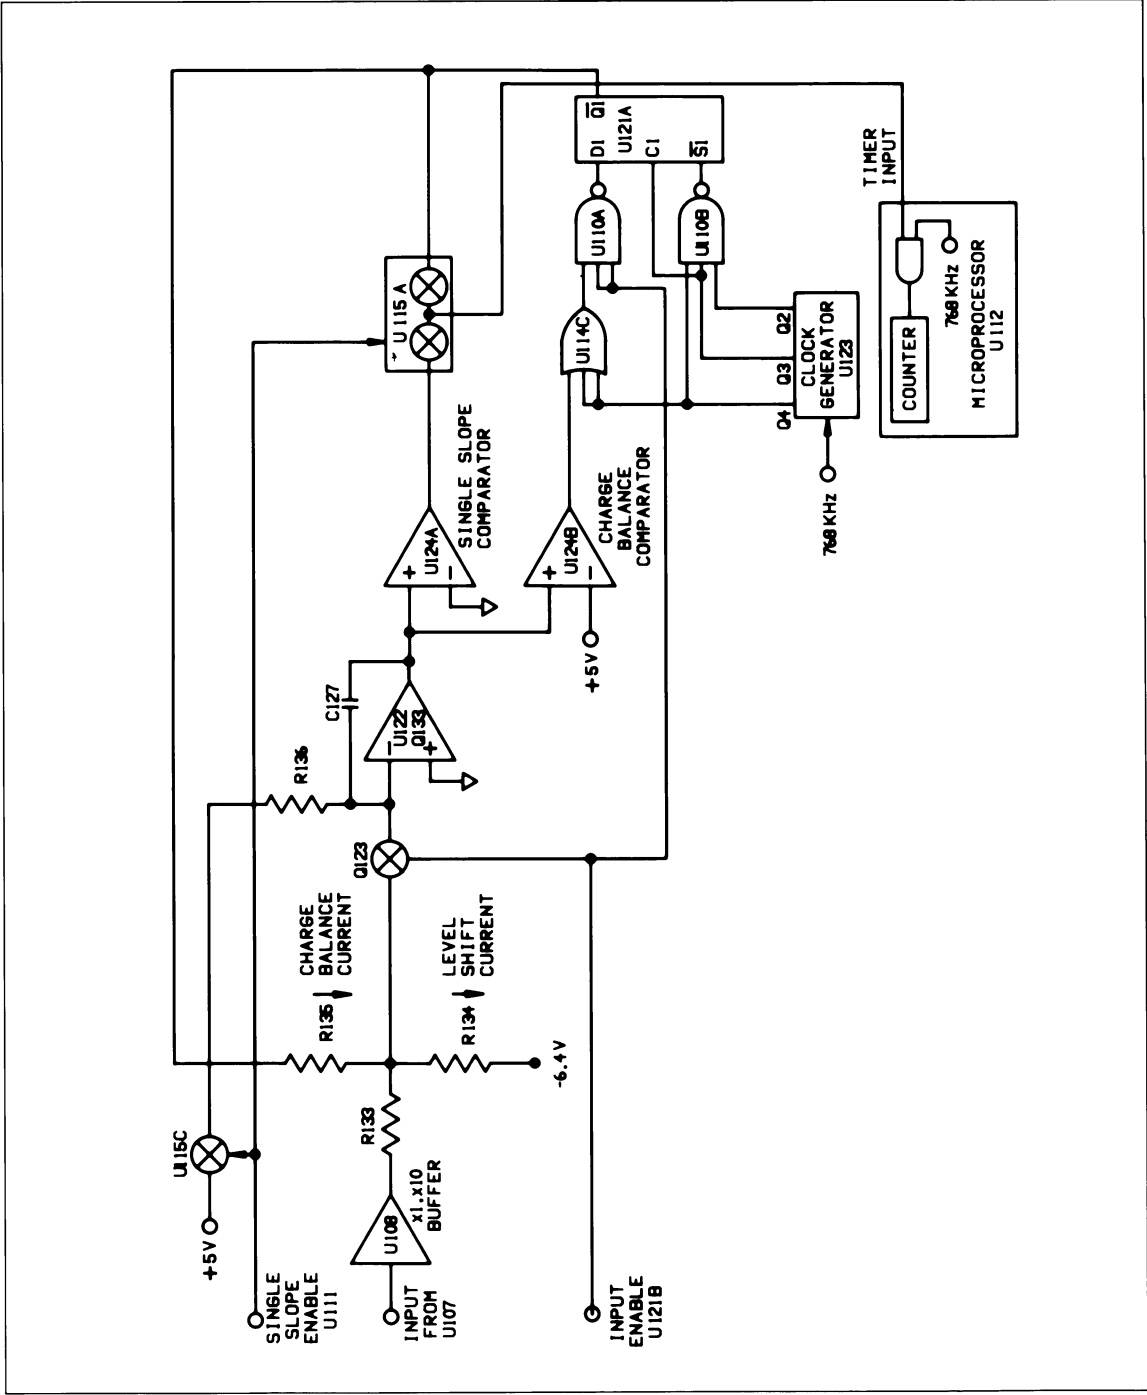 +5V
U115C
SINGLE
SLOPE
ENABLE
U111
INPUT
FROM
U107
U108
x1,x10
BUFFER
R133
R135
CHARGE
BALANCE
CURRENT
R134
LEVEL
SHIFT
CURRENT
-6.4V
INPUT
ENABLE
U121B
Q123
R136
C127
U122
Q133
-
+
+
-
U124A
SINGLE SLOPE
COMPARATOR
+
-
U124B
+5V
CHARGE
BALANCE
COMPARATOR
U115A
U114C
U110A
U110B
D1
Q̅1̅
U121A
C1
S̅1̅
Q4
Q3
Q2
CLOCK
GENERATOR
U123
768KHz
TIMER
INPUT
COUNTER
768KHz
MICROPROCESSOR
U112